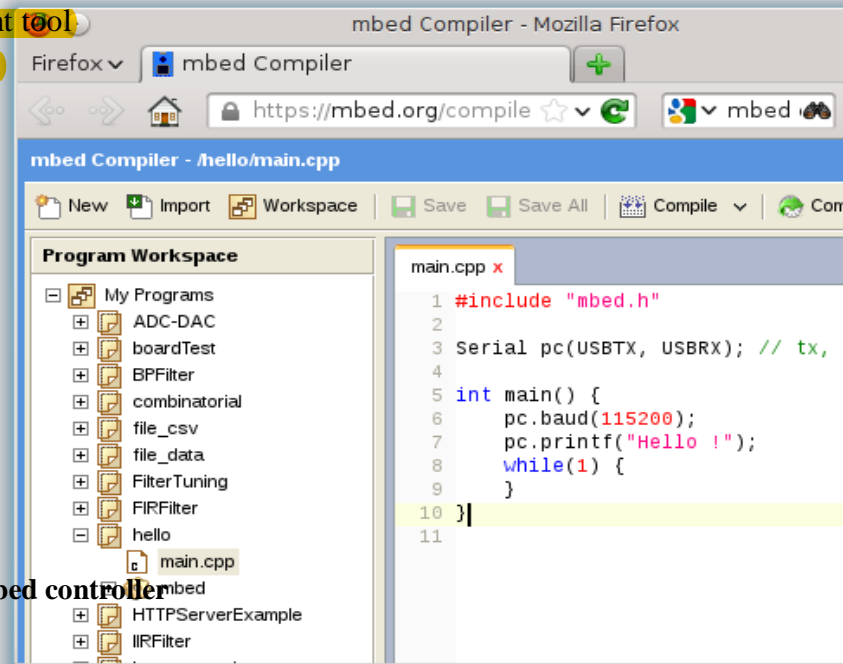 nt tool
mbed Compiler - Mozilla Firefox
Firefox
mbed Compiler
https://mbed.org/compile
mbed
mbed Compiler - /hello/main.cpp
New Import Workspace Save Save All Compile Com
Program Workspace
main.cpp x
My Programs
ADC-DAC
boardTest
BPFilter
combinatorial
file_csv
file_data
FilterTuning
FIRFilter
hello
main.cpp
mbed
bed controller
HTTPServerExample
IIRFilter
1 #include "mbed.h"
2
3 Serial pc(USBTX, USBRX); // tx,
4
5 int main() {
6 pc.baud(115200);
7 pc.printf("Hello !");
8 while(1) {
9 }
10 }
11